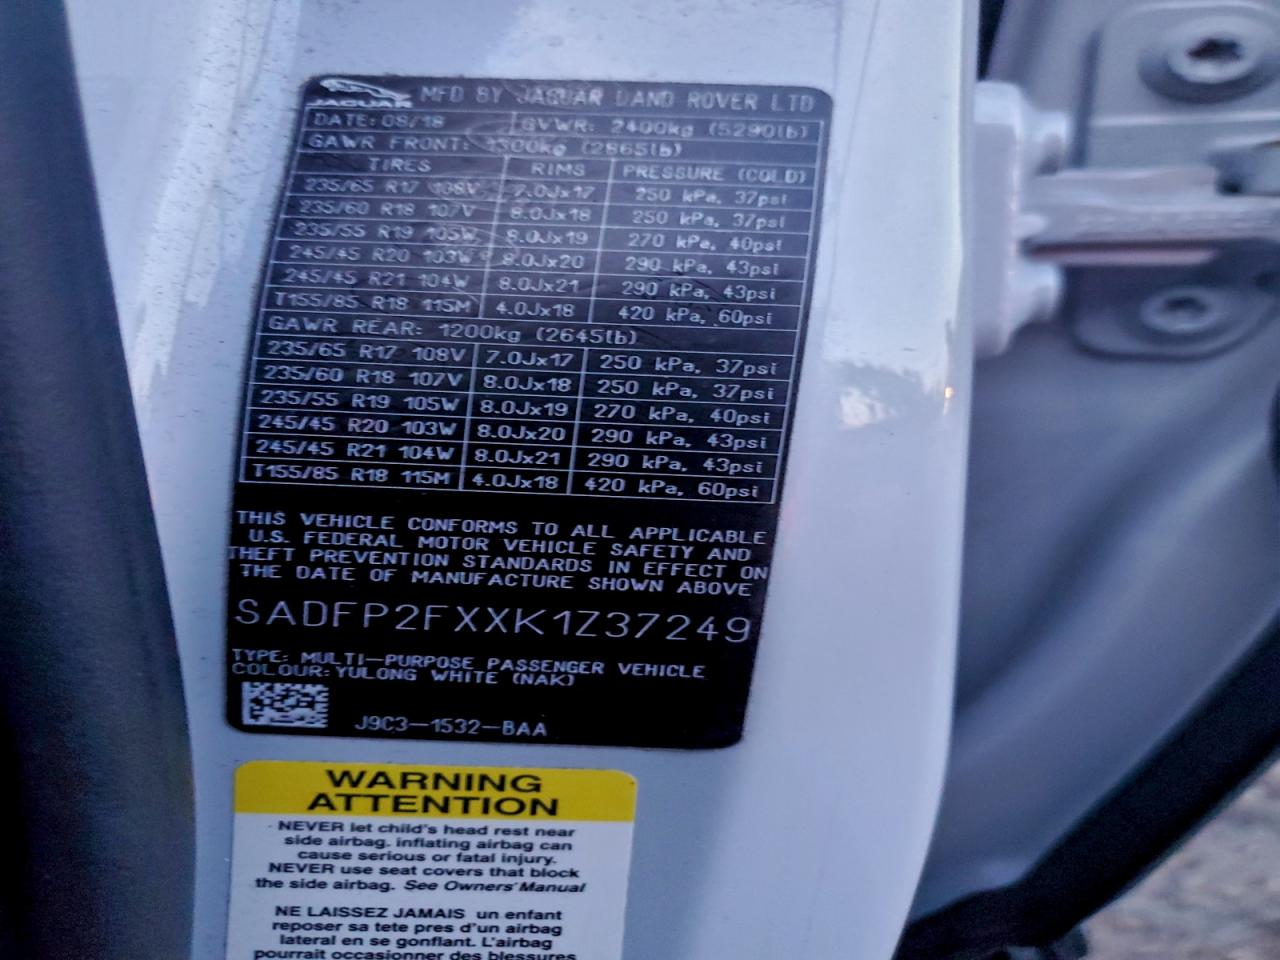 JAGUAR MFD BY JAGUAR LAND ROVER LTD
DATE: 08/18 GVWR: 2400kg (5290lb)
GAWR FRONT: 1300kg (2865lb)
TIRES RIMS PRESSURE (COLD)
235/65 R17 108V 7.0Jx17 250 kPa, 37psi
235/60 R18 107V 8.0Jx18 250 kPa, 37psi
235/55 R19 105W 8.0Jx19 270 kPa, 40psi
245/45 R20 103W 8.0Jx20 290 kPa, 43psi
245/45 R21 104W 8.0Jx21 290 kPa, 43psi
T155/85 R18 115M 4.0Jx18 420 kPa, 60psi
GAWR REAR: 1200kg (2645lb)
235/65 R17 108V 7.0Jx17 250 kPa, 37psi
235/60 R18 107V 8.0Jx18 250 kPa, 37psi
235/55 R19 105W 8.0Jx19 270 kPa, 40psi
245/45 R20 103W 8.0Jx20 290 kPa, 43psi
245/45 R21 104W 8.0Jx21 290 kPa, 43psi
T155/85 R18 115M 4.0Jx18 420 kPa, 60psi
THIS VEHICLE CONFORMS TO ALL APPLICABLE
U.S. FEDERAL MOTOR VEHICLE SAFETY AND
THEFT PREVENTION STANDARDS IN EFFECT ON
THE DATE OF MANUFACTURE SHOWN ABOVE
SADFP2FXXK1Z37249
TYPE: MULTI-PURPOSE PASSENGER VEHICLE
COLOUR: YULONG WHITE (NAK)
J9C3-1532-BAA
WARNING
ATTENTION
NEVER let child's head rest near
side airbag. inflating airbag can
cause serious or fatal injury.
NEVER use seat covers that block
the side airbag. See Owners' Manual
NE LAISSEZ JAMAIS un enfant
reposer sa tete pres d'un airbag
lateral en se gonflant. L'airbag
pourrait occasionner des blessures